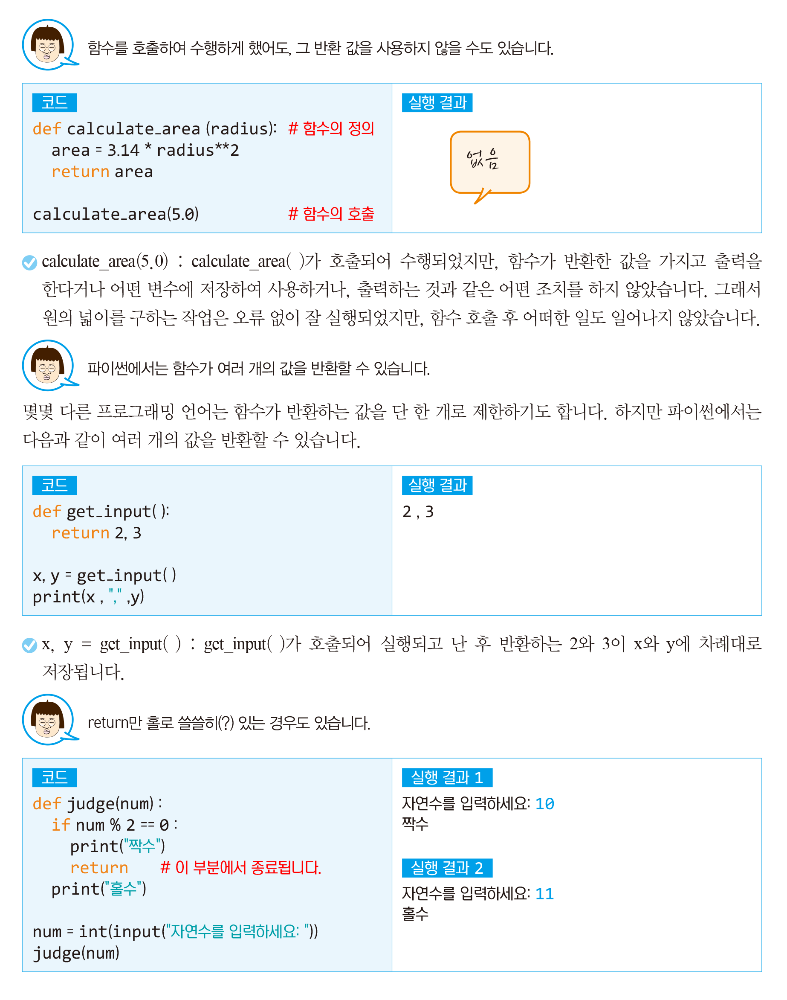 함수를 호출하여 수행하게 했어도, 그 반환 값을 사용하지 않을 수도 있습니다.
코드
def calculate_area (radius): # 함수의 정의
area = 3.14 * radius**2
return area
calculate_area(5.0) # 함수의 호출
실행 결과
없음
calculate_area(5.0) : calculate_area( )가 호출되어 수행되었지만, 함수가 반환한 값을 가지고 출력을
한다거나 어떤 변수에 저장하여 사용하거나, 출력하는 것과 같은 어떤 조치를 하지 않았습니다. 그래서
원의 넓이를 구하는 작업은 오류 없이 잘 실행되었지만, 함수 호출 후 어떠한 일도 일어나지 않았습니다.
파이썬에서는 함수가 여러 개의 값을 반환할 수 있습니다.
몇몇 다른 프로그래밍 언어는 함수가 반환하는 값을 단 한 개로 제한하기도 합니다. 하지만 파이썬에서는
다음과 같이 여러 개의 값을 반환할 수 있습니다.
코드
def get_input( ):
return 2, 3
x, y = get_input( )
print(x , "," ,y)
실행 결과
2 , 3
x, y = get_input( ) : get_input( )가 호출되어 실행되고 난 후 반환하는 2와 3이 x와 y에 차례대로
저장됩니다.
return만 홀로 쓸쓸히(?) 있는 경우도 있습니다.
코드
def judge(num) :
if num % 2 == 0 :
print("짝수")
return # 이 부분에서 종료됩니다.
print("홀수")
num = int(input("자연수를 입력하세요: "))
judge(num)
실행 결과 1
자연수를 입력하세요: 10
짝수
실행 결과 2
자연수를 입력하세요: 11
홀수